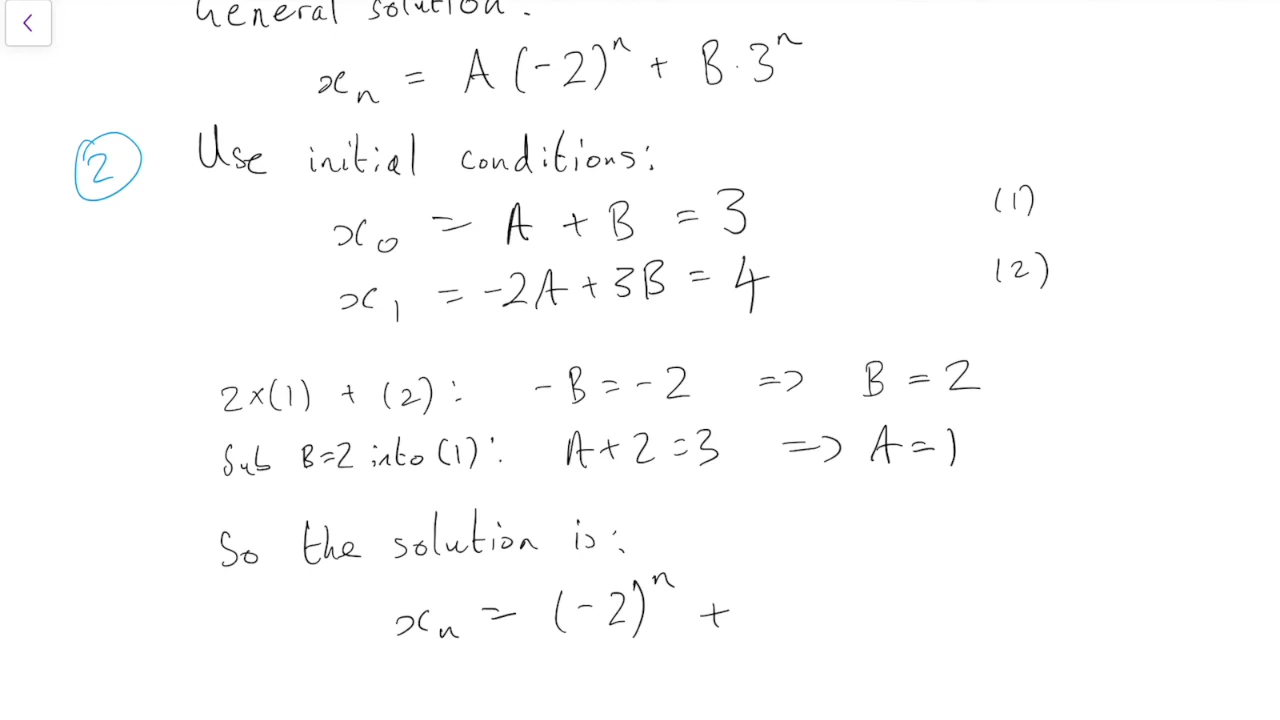 General solution.
xₙ = A(-2)ⁿ + B.3ⁿ
2 Use initial conditions:
x₀ = A + B = 3 (1)
x₁ = -2A + 3B = 4 (2)
2×(1) + (2): -B = -2 => B = 2
Sub B=2 into (1): A + 2 = 3 => A = 1
So the solution is:
xₙ = (-2)ⁿ +